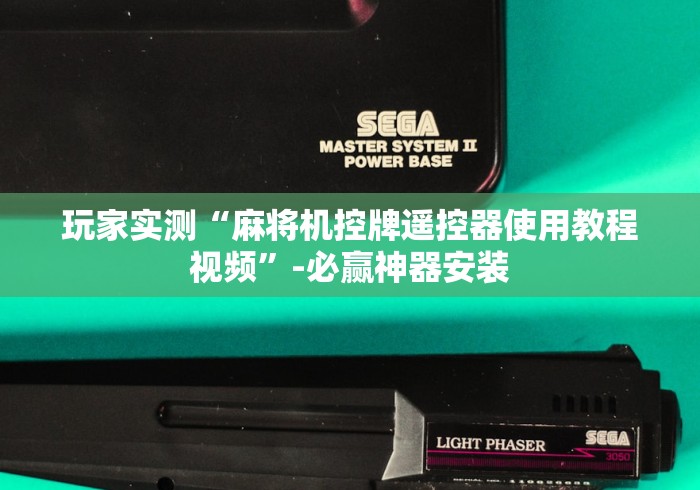 SEGA
MASTER SYSTEM II
POWER BASE
玩家实测“麻将机控牌遥控器使用教程
视频”-必赢神器安装
LIGHT PHASER
SEGA
3050